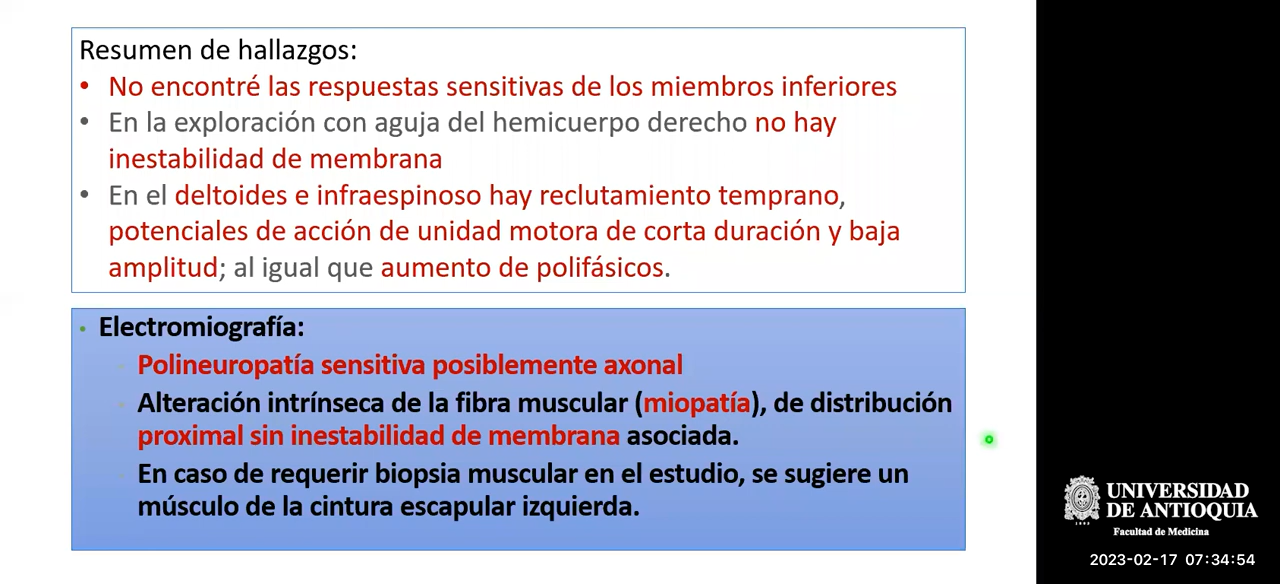 Resumen de hallazgos:
• No encontré las respuestas sensitivas de los miembros inferiores
• En la exploración con aguja del hemicuerpo derecho no hay
inestabilidad de membrana
• En el deltoides e infraespinoso hay reclutamiento temprano,
potenciales de acción de unidad motora de corta duración y baja
amplitud; al igual que aumento de polifásicos.
• Electromiografía:
Polineuropatía sensitiva posiblemente axonal
Alteración intrínseca de la fibra muscular (miopatía), de distribución
proximal sin inestabilidad de membrana asociada.
En caso de requerir biopsia muscular en el estudio, se sugiere un
músculo de la cintura escapular izquierda.
UNIVERSIDAD
DE ANTIOQUIA
1803
Facultad de Medicina
2023-02-17 07:34:54